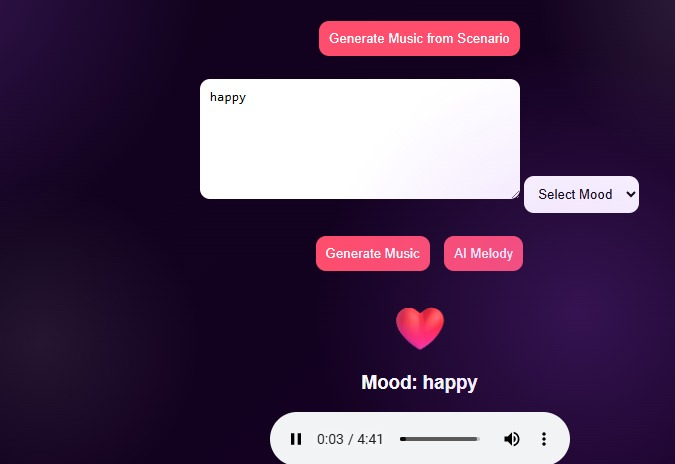 Generate Music from Scenario
happy
Select Mood
Generate Music
AI Melody
Mood: happy
0:03 / 4:41